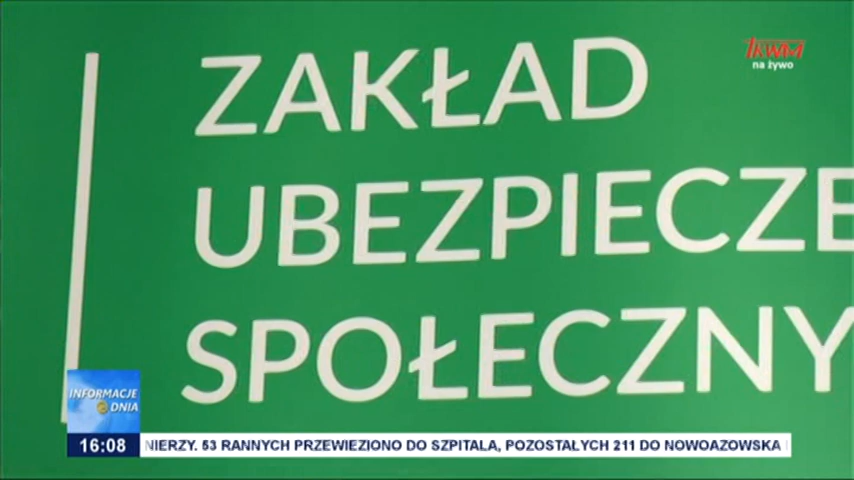 TRWAM
na żywo
ZAKŁAD
UBEZPIECZE
SPOŁECZNY
INFORMACJE
DNIA
16:08
NIERZY. 53 RANNYCH PRZEWIEZIONO DO SZPITALA, POZOSTAŁYCH 211 DO NOWOAZOWSKA